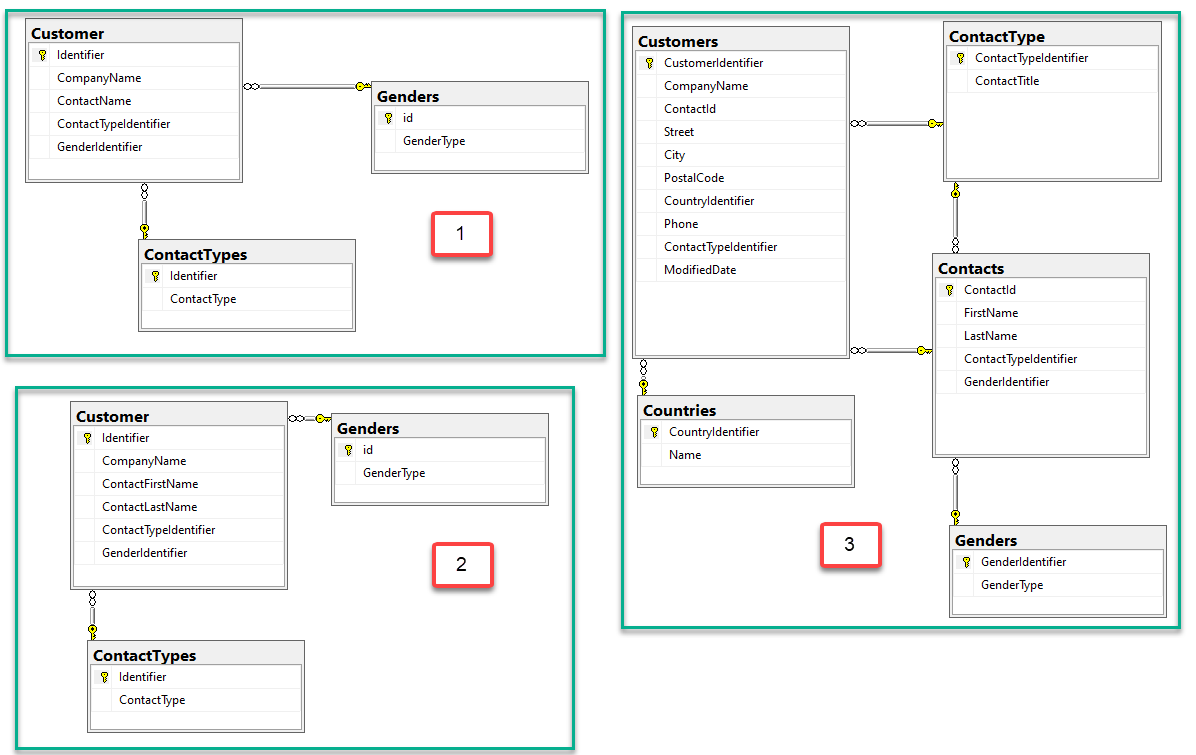 Customer
Identifier
CompanyName
ContactName
ContactTypeIdentifier
GenderIdentifier
Genders
id
GenderType
ContactTypes
Identifier
ContactType
1
Customer
Identifier
CompanyName
ContactFirstName
ContactLastName
ContactTypeIdentifier
GenderIdentifier
Genders
id
GenderType
ContactTypes
Identifier
ContactType
2
Customers
CustomerIdentifier
CompanyName
ContactId
Street
City
PostalCode
CountryIdentifier
Phone
ContactTypeIdentifier
ModifiedDate
ContactType
ContactTypeIdentifier
ContactTitle
Contacts
ContactId
FirstName
LastName
ContactTypeIdentifier
GenderIdentifier
Countries
CountryIdentifier
Name
Genders
GenderIdentifier
GenderType
3